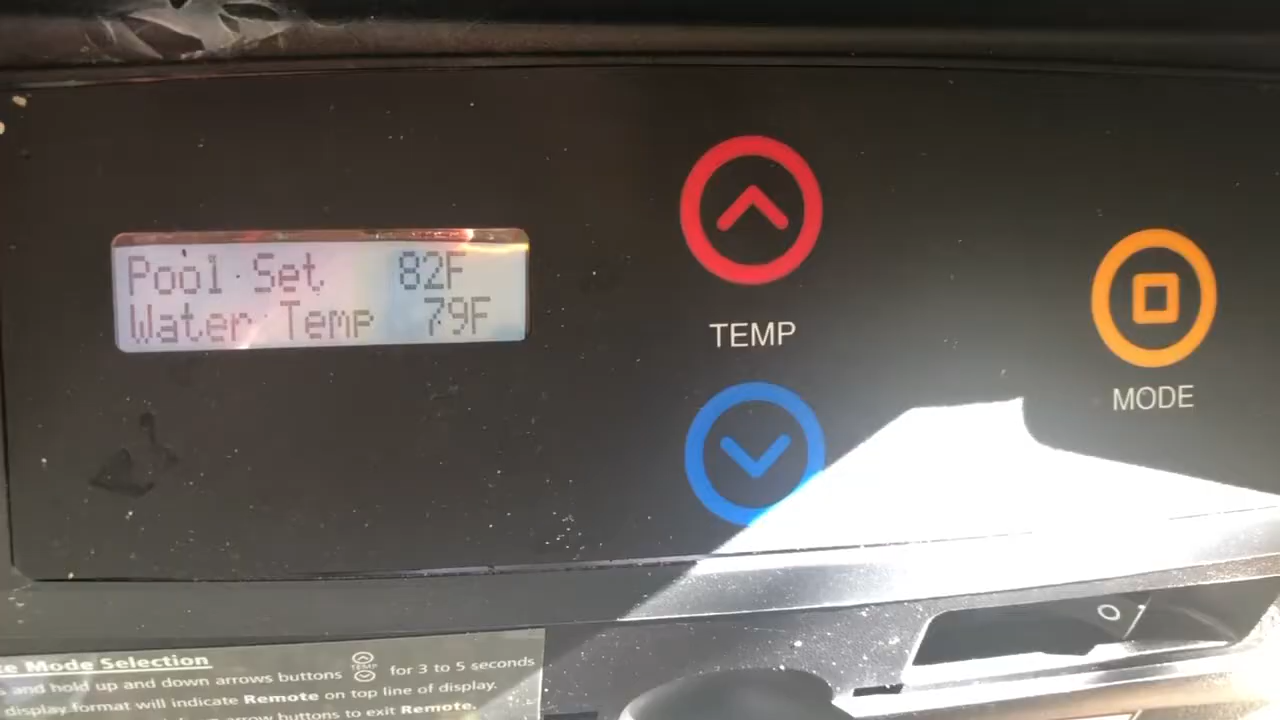 Pool Set 82F
Water Temp 79F
TEMP
MODE
Mode Selection
and hold up and down arrows buttons TEMP for 3 to 5 seconds
display format will indicate Remote on top line of display.
arrow buttons to exit Remote.